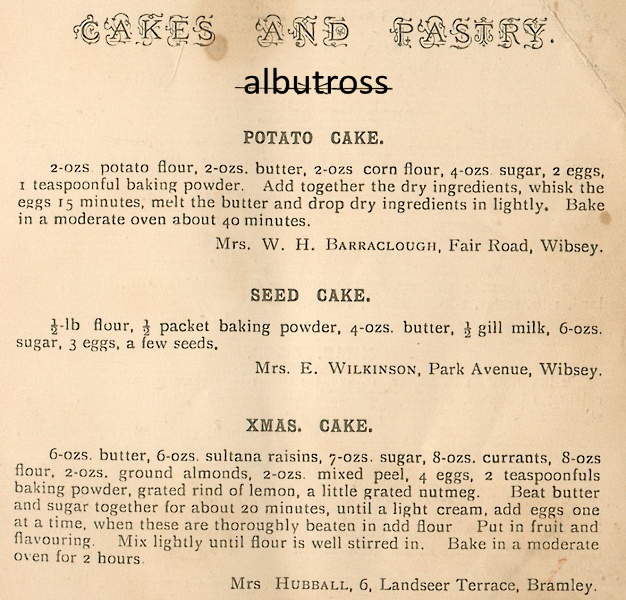 CAKES AND PASTRY.
albutross
POTATO CAKE.
2-ozs potato flour, 2-ozs. butter, 2-ozs corn flour, 4-ozs. sugar, 2 eggs,
1 teaspoonful baking powder. Add together the dry ingredients, whisk the
eggs 15 minutes, melt the butter and drop dry ingredients in lightly. Bake
in a moderate oven about 40 minutes.
Mrs. W. H. BARRACLOUGH, Fair Road, Wibsey.
SEED CAKE.
½-lb flour, ½ packet baking powder, 4-ozs. butter, ½ gill milk, 6-ozs.
sugar, 3 eggs, a few seeds.
Mrs. E. WILKINSON, Park Avenue, Wibsey.
XMAS. CAKE.
6-ozs. butter, 6-ozs. sultana raisins, 7-ozs. sugar, 8-ozs. currants, 8-ozs
flour, 2-ozs. ground almonds, 2-ozs. mixed peel, 4 eggs, 2 teaspoonfuls
baking powder, grated rind of lemon, a little grated nutmeg. Beat butter
and sugar together for about 20 minutes, until a light cream, add eggs one
at a time, when these are thoroughly beaten in add flour Put in fruit and
flavouring. Mix lightly until flour is well stirred in. Bake in a moderate
oven for 2 hours.
Mrs HUBBALL, 6, Landseer Terrace, Bramley.